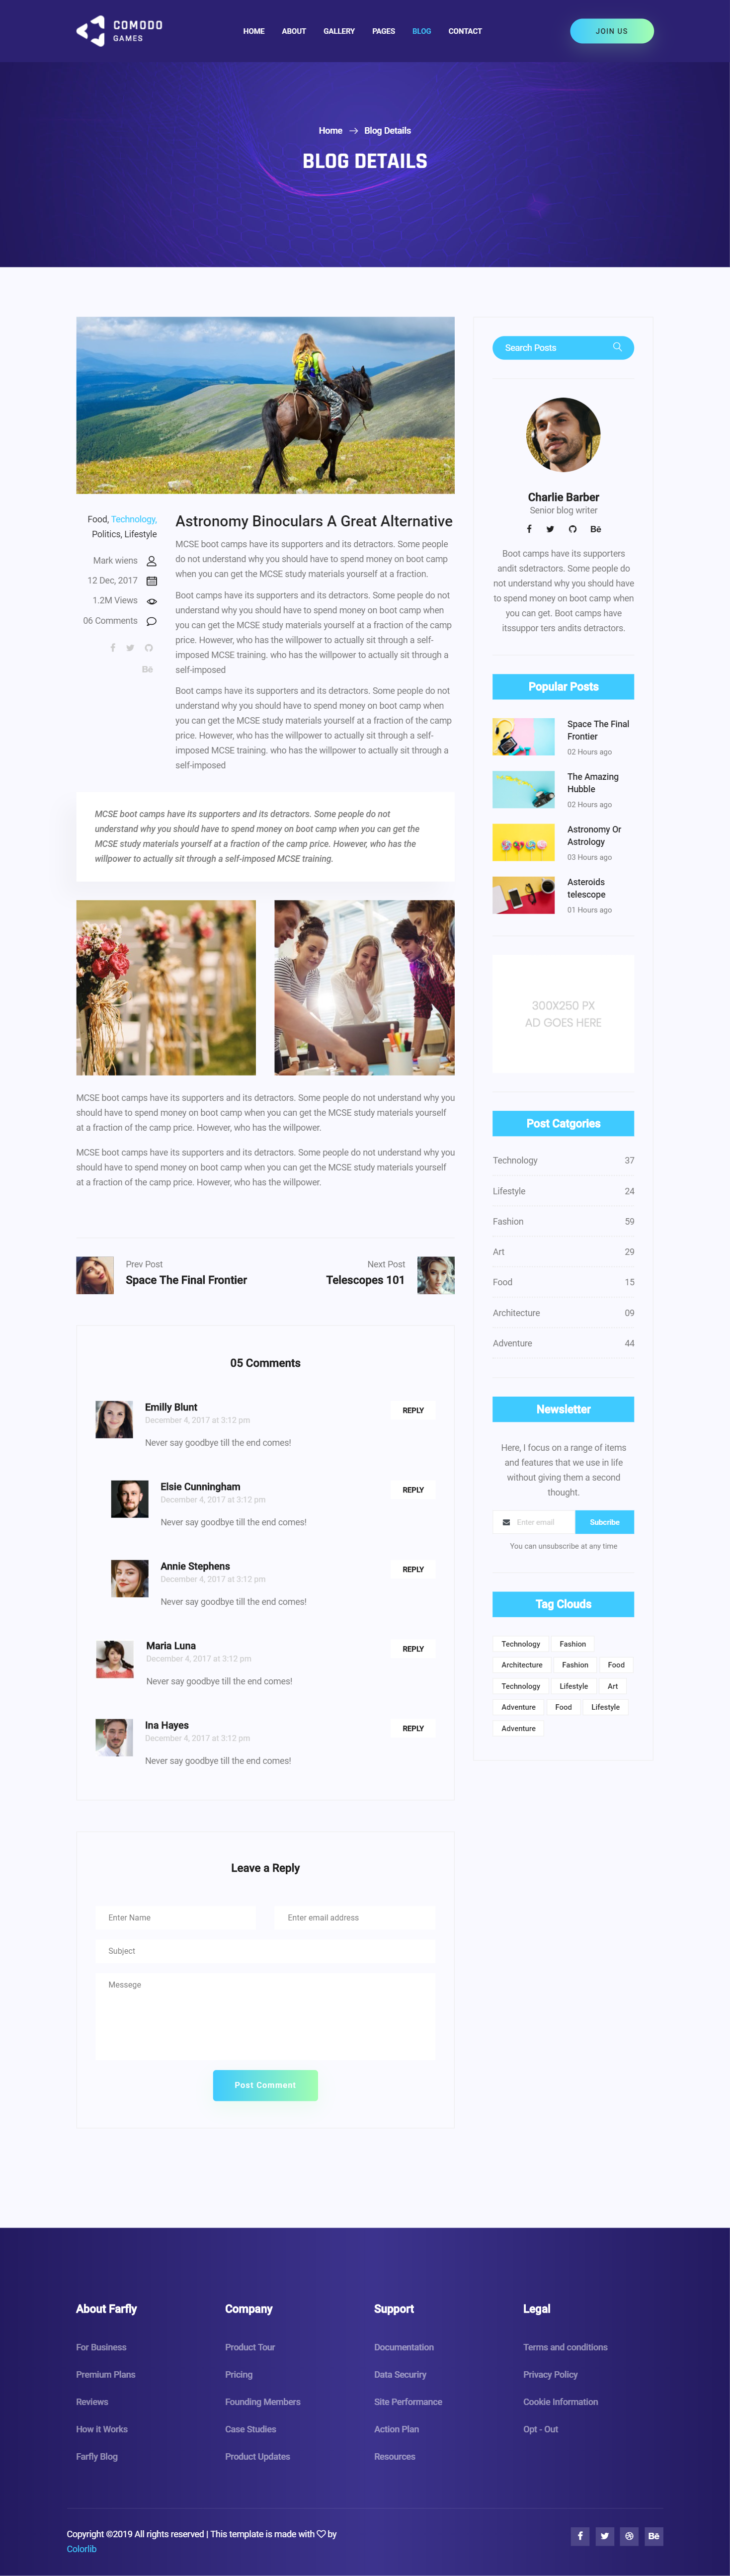 COMODO
GAMES
HOME ABOUT GALLERY PAGES BLOG CONTACT
JOIN US
Home → Blog Details
BLOG DETAILS
Food, Technology,
Politics, Lifestyle
Mark wiens
12 Dec, 2017
1.2M Views
06 Comments
Astronomy Binoculars A Great Alternative
MCSE boot camps have its supporters and its detractors. Some people
do not understand why you should have to spend money on boot camp
when you can get the MCSE study materials yourself at a fraction.
Boot camps have its supporters and its detractors. Some people do not
understand why you should have to spend money on boot camp when
you can get the MCSE study materials yourself at a fraction of the camp
price. However, who has the willpower to actually sit through a self-
imposed MCSE training. who has the willpower to actually sit through a
self-imposed
Boot camps have its supporters and its detractors. Some people do not
understand why you should have to spend money on boot camp when
you can get the MCSE study materials yourself at a fraction of the camp
price. However, who has the willpower to actually sit through a self-
imposed MCSE training. who has the willpower to actually sit through a
self-imposed
MCSE boot camps have its supporters and its detractors. Some people do not
understand why you should have to spend money on boot camp when you can get the
MCSE study materials yourself at a fraction of the camp price. However, who has the
willpower to actually sit through a self-imposed MCSE training.
MCSE boot camps have its supporters and its detractors. Some people do not understand why you
should have to spend money on boot camp when you can get the MCSE study materials yourself
at a fraction of the camp price. However, who has the willpower.
MCSE boot camps have its supporters and its detractors. Some people do not understand why you
should have to spend money on boot camp when you can get the MCSE study materials yourself
at a fraction of the camp price. However, who has the willpower.
Prev Post
Space The Final Frontier
Next Post
Telescopes 101
05 Comments
Emilly Blunt
December 4, 2017 at 3:12 pm
Never say goodbye till the end comes!
REPLY
Elsie Cunningham
December 4, 2017 at 3:12 pm
Never say goodbye till the end comes!
REPLY
Annie Stephens
December 4, 2017 at 3:12 pm
Never say goodbye till the end comes!
REPLY
Maria Luna
December 4, 2017 at 3:12 pm
Never say goodbye till the end comes!
REPLY
Ina Hayes
December 4, 2017 at 3:12 pm
Never say goodbye till the end comes!
REPLY
Leave a Reply
Enter Name
Enter email address
Subject
Messege
Post Comment
Search Posts
Charlie Barber
Senior blog writer
Boot camps have its supporters
andit sdetractors. Some people do
not understand why you should have
to spend money on boot camp when
you can get. Boot camps have
itssuppor ters andits detractors.
Popular Posts
Space The Final
Frontier
02 Hours ago
The Amazing
Hubble
02 Hours ago
Astronomy Or
Astrology
03 Hours ago
Asteroids
telescope
01 Hours ago
300X250 PX
AD GOES HERE
Post Catgories
Technology 37
Lifestyle 24
Fashion 59
Art 29
Food 15
Architecture 09
Adventure 44
Newsletter
Here, I focus on a range of items
and features that we use in life
without giving them a second
thought.
Enter email
Subcribe
You can unsubscribe at any time
Tag Clouds
Technology Fashion
Architecture Fashion Food
Technology Lifestyle Art
Adventure Food Lifestyle
Adventure
About Farfly
For Business
Premium Plans
Reviews
How it Works
Farfly Blog
Company
Product Tour
Pricing
Founding Members
Case Studies
Product Updates
Support
Documentation
Data Securiry
Site Performance
Action Plan
Resources
Legal
Terms and conditions
Privacy Policy
Cookie Information
Opt - Out
Copyright ©2019 All rights reserved | This template is made with ♡ by
Colorlib